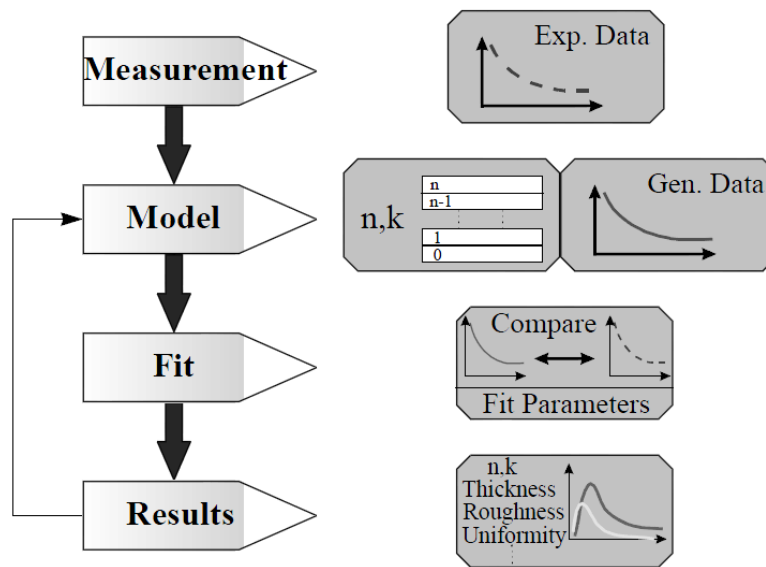 Measurement
Exp. Data
Model
n,k
n
n-1
1
0
Gen. Data
Fit
Compare
Fit Parameters
Results
n,k
Thickness
Roughness
Uniformity